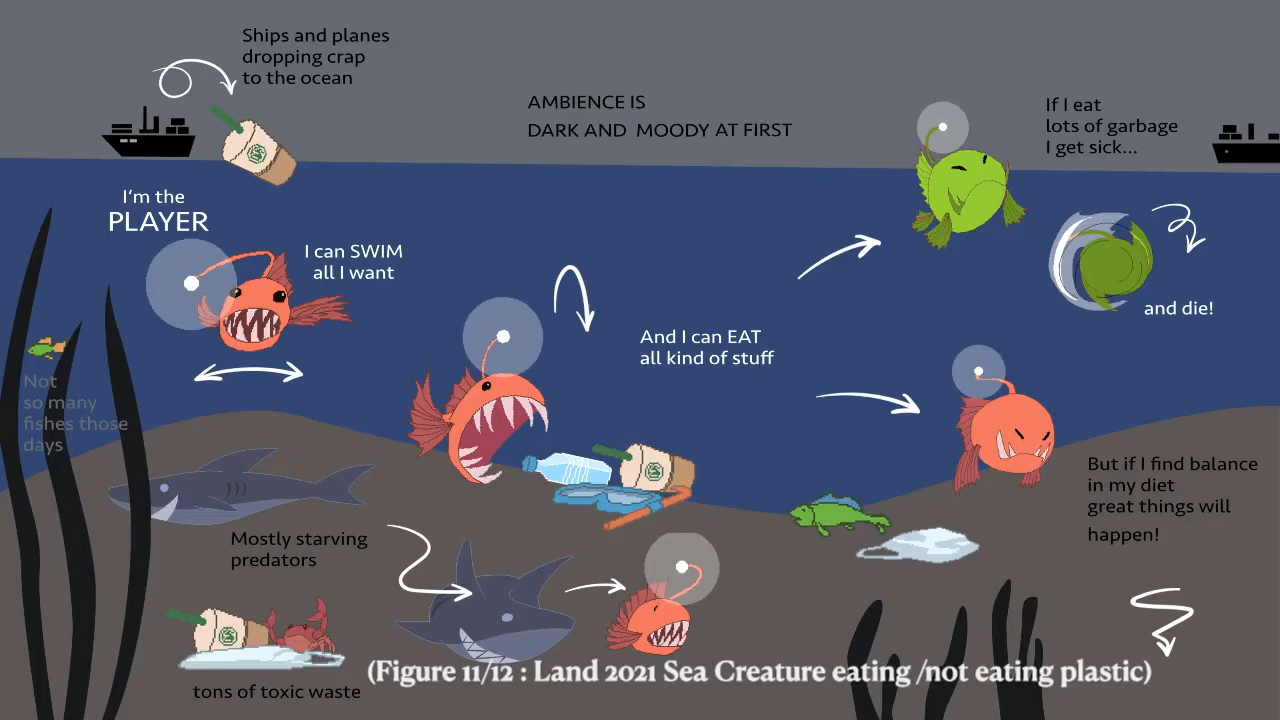 Ships and planes
dropping crap
to the ocean
AMBIENCE IS
DARK AND MOODY AT FIRST
If I eat
lots of garbage
I get sick...
I'm the
PLAYER
I can SWIM
all I want
and die!
And I can EAT
all kind of stuff
Not
so many
fishes those
days
But if I find balance
in my diet
great things will
happen!
Mostly starving
predators
(Figure 11/12 : Land 2021 Sea Creature eating /not eating plastic)
tons of toxic waste